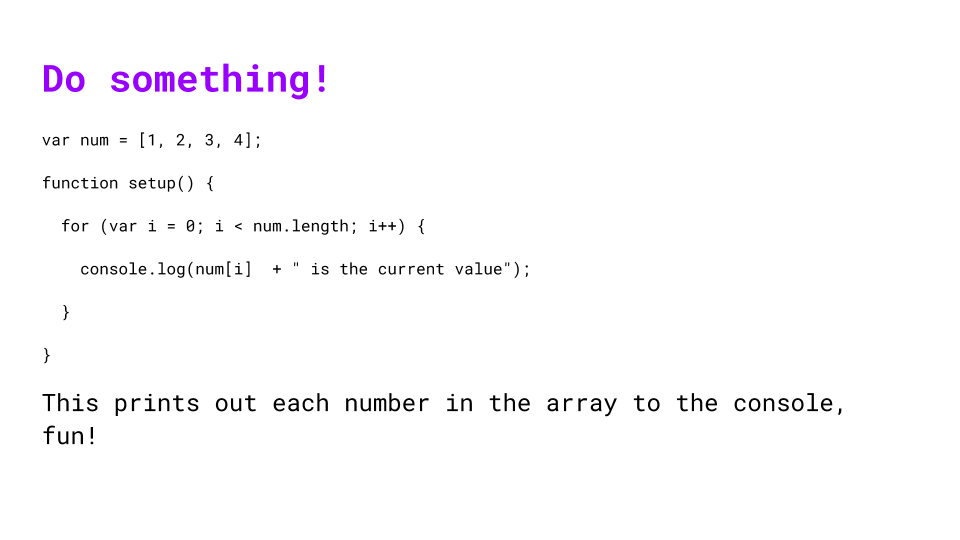 Do something!
var num = [1, 2, 3, 4];
function setup() {
  for (var i = 0; i < num.length; i++) {
    console.log(num[i]  + " is the current value");
  }
}
This prints out each number in the array to the console,
fun!